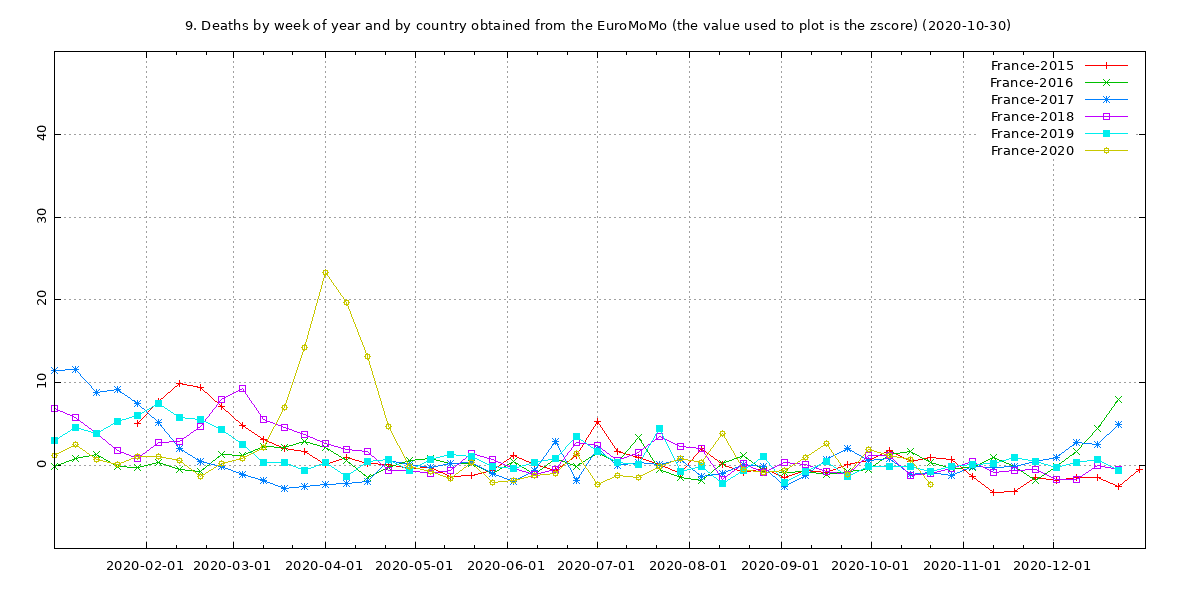 9. Deaths by week of year and by country obtained from the EuroMoMo (the value used to plot is the zscore) (2020-10-30)
France-2015
France-2016
France-2017
France-2018
France-2019
France-2020
40
30
20
10
0
2020-02-01 2020-03-01 2020-04-01 2020-05-01 2020-06-01 2020-07-01 2020-08-01 2020-09-01 2020-10-01 2020-11-01 2020-12-01